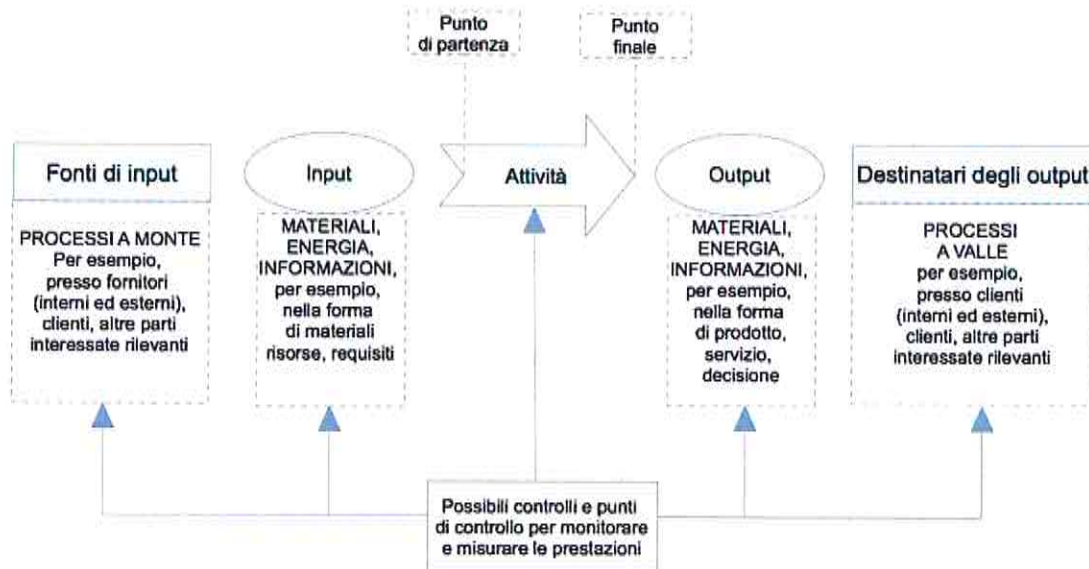 Punto
di partenza
Punto
finale
Fonti di input
Input
Attività
Output
Destinatari degli output
PROCESSI A MONTE
Per esempio,
presso fornitori
(interni ed esterni),
clienti, altre parti
interessate rilevanti
MATERIALI,
ENERGIA,
INFORMAZIONI,
per esempio,
nella forma
di materiali
risorse, requisiti
MATERIALI,
ENERGIA,
INFORMAZIONI,
per esempio,
nella forma
di prodotto,
servizio,
decisione
PROCESSI
A VALLE
per esempio,
presso clienti
(interni ed esterni),
clienti, altre parti
interessate rilevanti
Possibili controlli e punti
di controllo per monitorare
e misurare le prestazioni